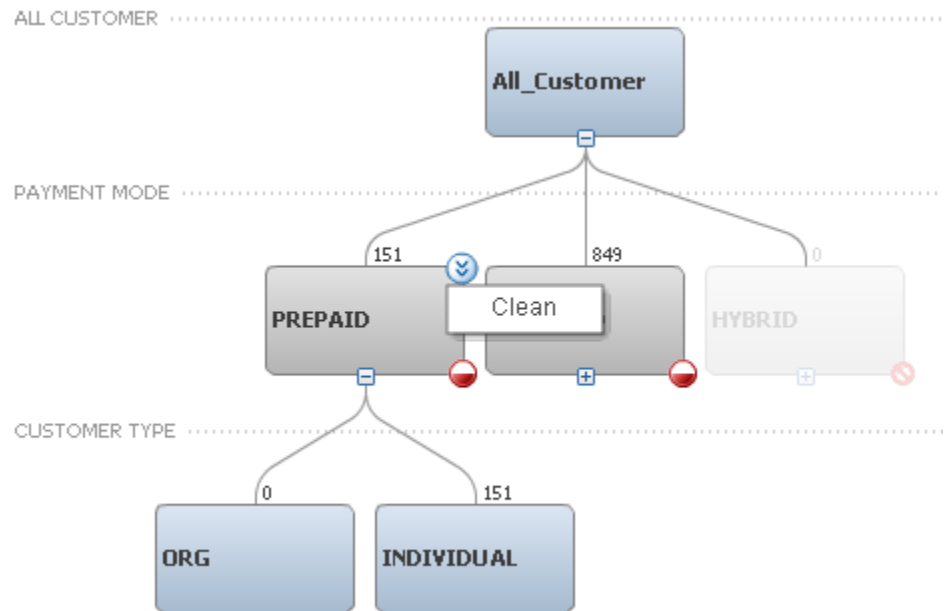 ALL CUSTOMER
All_Customer
PAYMENT MODE
151
849
0
PREPAID
Clean
HYBRID
CUSTOMER TYPE
0
151
ORG
INDIVIDUAL